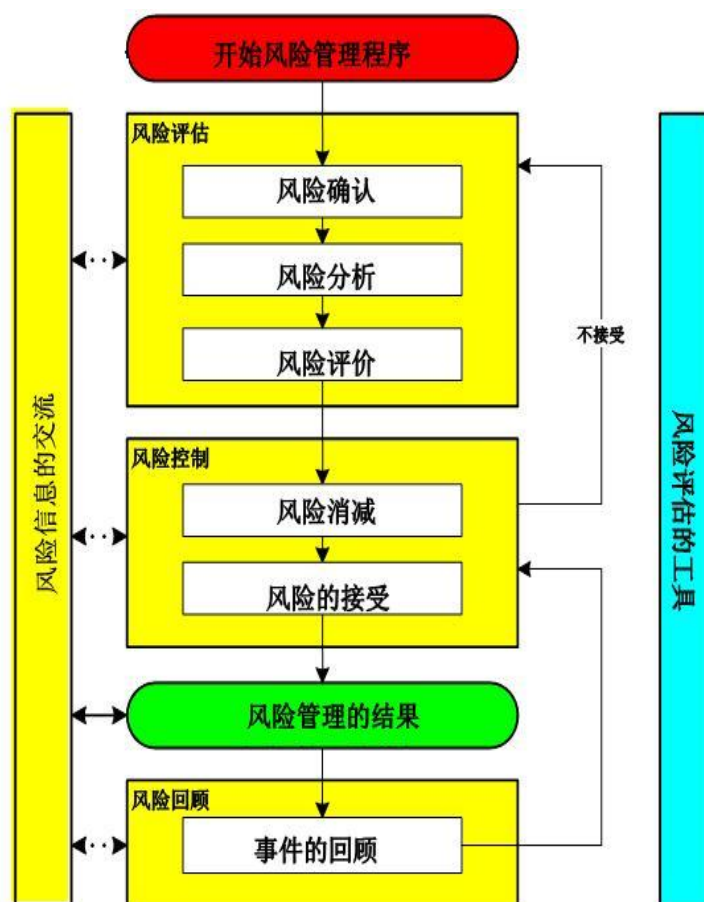 开始风险管理程序
风险评估
风险确认
风险分析
风险评价
不接受
风险控制
风险消减
风险的接受
风险管理的结果
风险回顾
事件的回顾
风险信息的交流
风险评估的工具